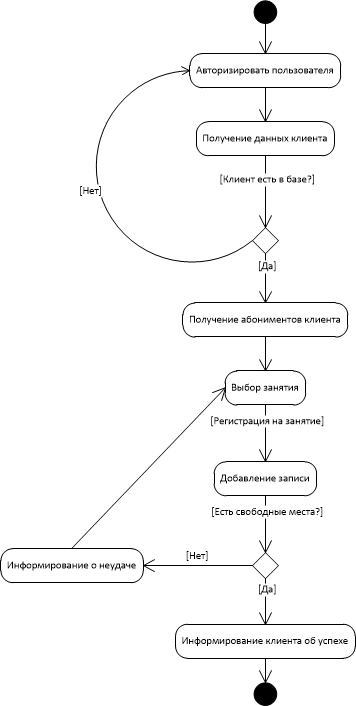 Авторизировать пользователя
Получение данных клиента
[Клиент есть в базе?]
[Нет]
[Да]
Получение абониментов клиента
Выбор занятия
[Регистрация на занятие]
Добавление записи
[Есть свободные места?]
[Нет]
Информирование о неудаче
[Да]
Информирование клиента об успехе